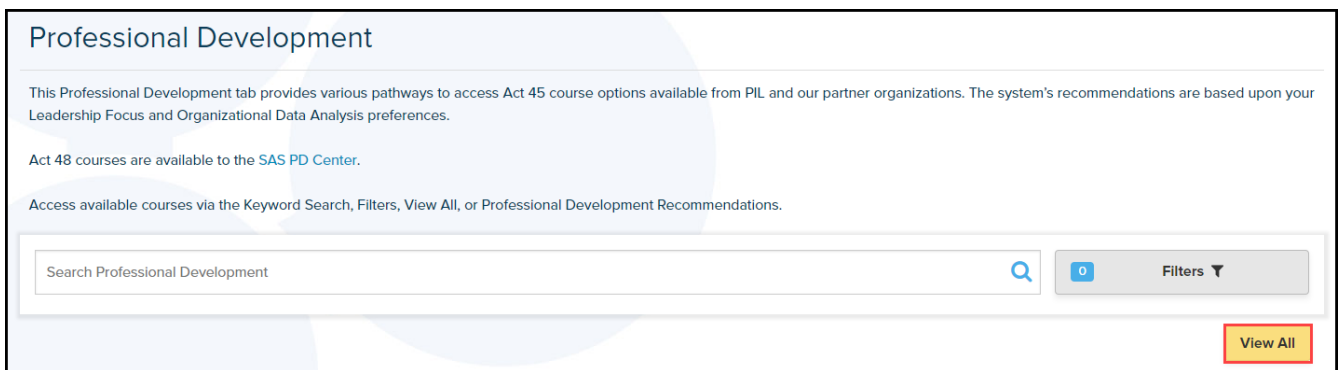 Professional Development
This Professional Development tab provides various pathways to access Act 45 course options available from PIL and our partner organizations. The system's recommendations are based upon your
Leadership Focus and Organizational Data Analysis preferences.
Act 48 courses are available to the SAS PD Center.
Access available courses via the Keyword Search, Filters, View All, or Professional Development Recommendations.
Search Professional Development
0 Filters
View All